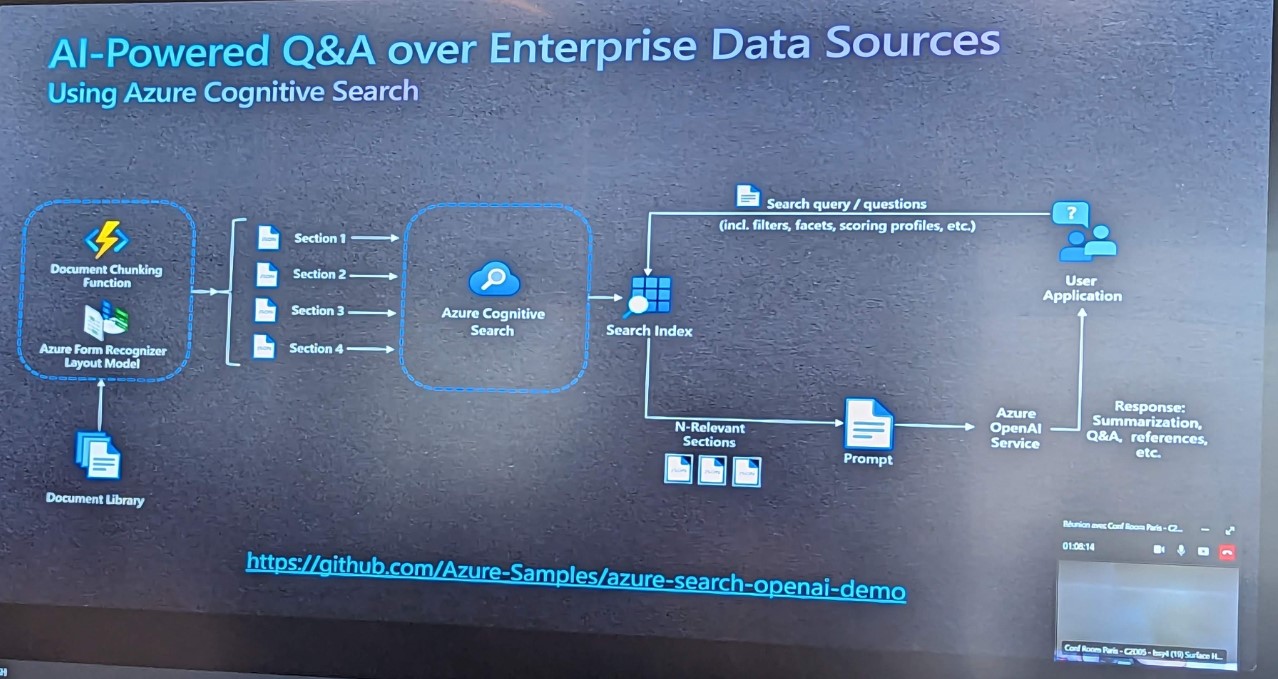 AI-Powered Q&A over Enterprise Data Sources
Using Azure Cognitive Search
Search query / questions
(incl. filters, facets, scoring profiles, etc.)
?
User
Application
Document Chunking
Function
Azure Form Recognizer
Layout Model
Document Library
Section 1
Section 2
Section 3
Section 4
Azure Cognitive
Search
Search Index
N-Relevant
Sections
Prompt
Azure
OpenAI
Service
Response:
Summarization,
Q&A, references,
etc.
https://github.com/Azure-Samples/azure-search-openai-demo
Réunion avec Conf Room Paris - C2...
01:08:14
Conf Room Paris - C2D05 - Issy4 (19) Surface H...